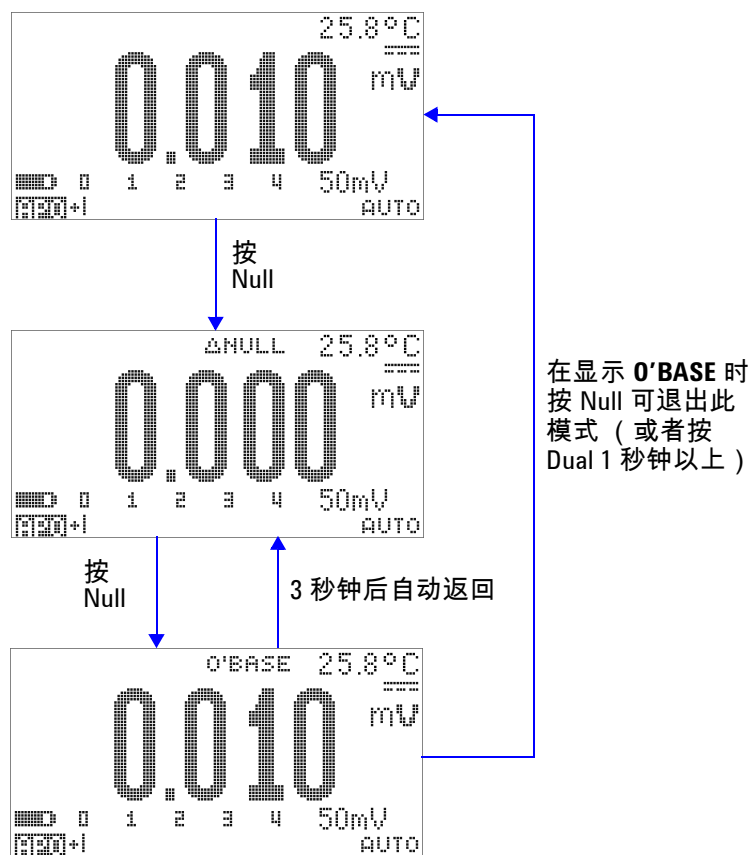 25.8°C
0.010 mV
0 1 2 3 4 50mV
AUTO
按
Null
ΔNULL 25.8°C
0.000 mV
0 1 2 3 4 50mV
AUTO
在显示 O'BASE 时
按 Null 可退出此
模式 （或者按
Dual 1 秒钟以上）
按
Null
3 秒钟后自动返回
O'BASE 25.8°C
0.010 mV
0 1 2 3 4 50mV
AUTO